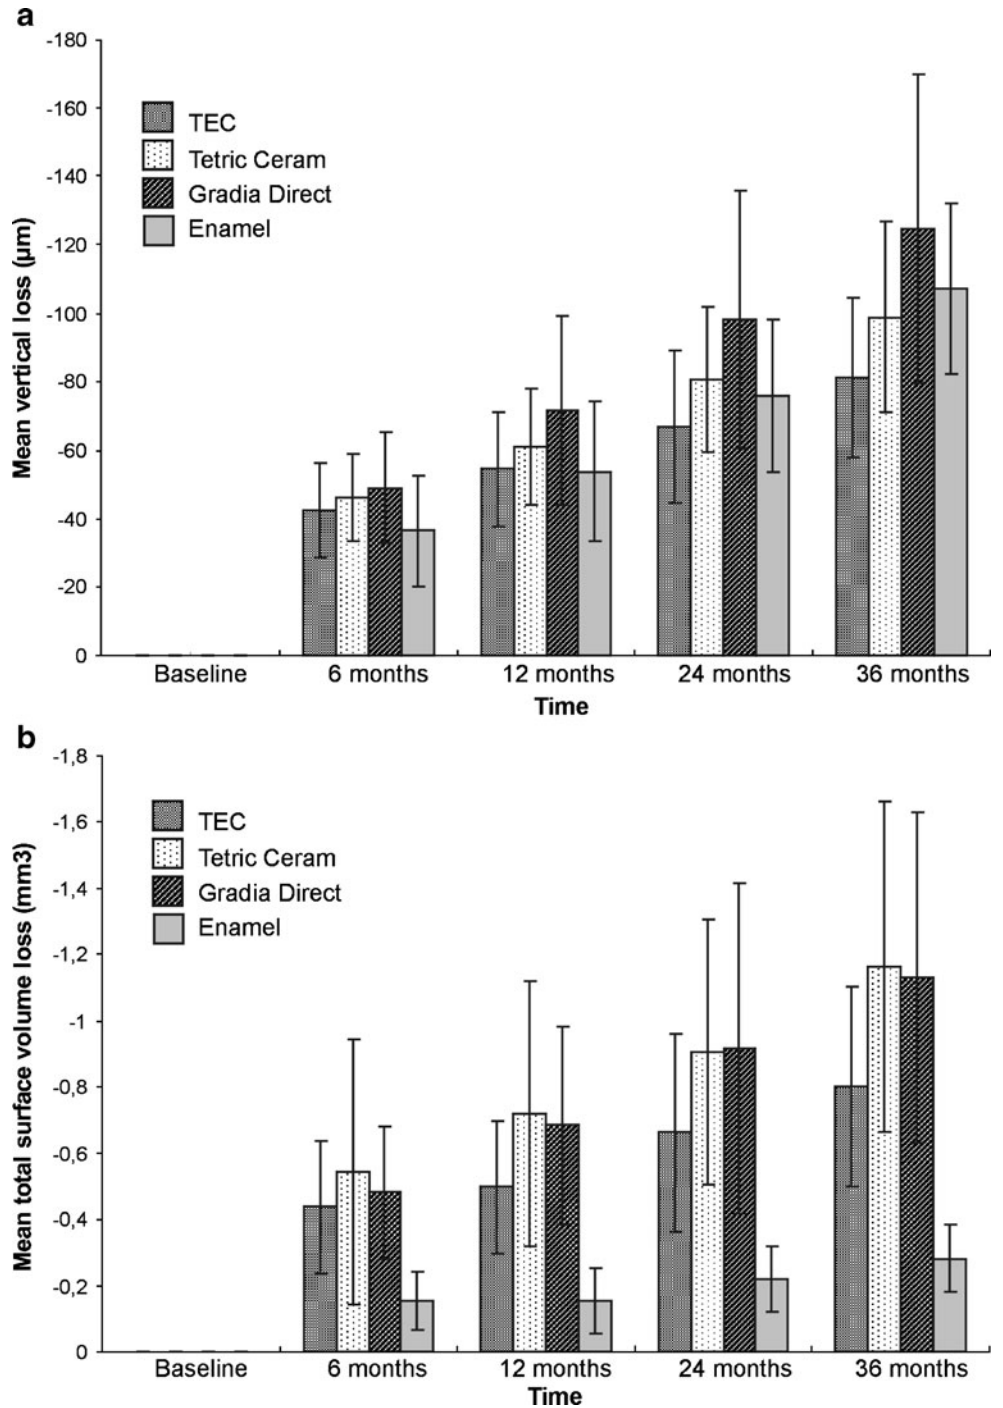 a
Mean vertical loss (µm)
-180
-160
-140
-120
-100
-80
-60
-40
-20
0
TEC
Tetric Ceram
Gradia Direct
Enamel
Baseline 6 months 12 months 24 months 36 months
Time
b
Mean total surface volume loss (mm3)
-1,8
-1,6
-1,4
-1,2
-1
-0,8
-0,6
-0,4
-0,2
0
TEC
Tetric Ceram
Gradia Direct
Enamel
Baseline 6 months 12 months 24 months 36 months
Time